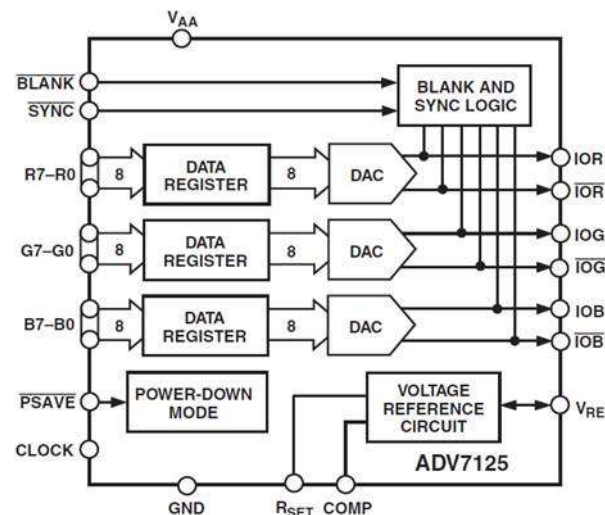 VAA
BLANK
SYNC
BLANK AND
SYNC LOGIC
R7–R0
8
DATA
REGISTER
8
DAC
IOR
IOR
G7–G0
8
DATA
REGISTER
8
DAC
IOG
IOG
B7–B0
8
DATA
REGISTER
8
DAC
IOB
IOB
PSAVE
POWER-DOWN
MODE
VOLTAGE
REFERENCE
CIRCUIT
VRE
CLOCK
ADV7125
GND
RSET
COMP